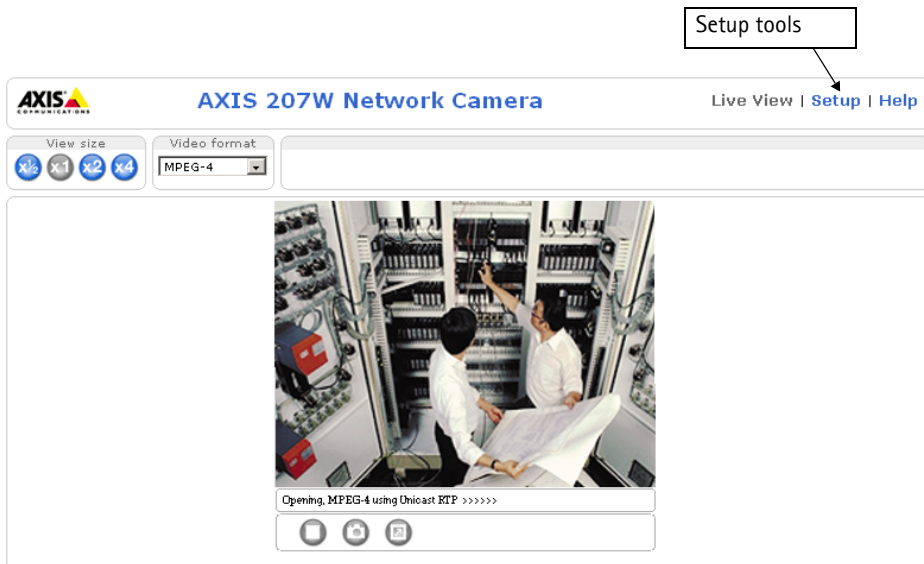 Setup tools
AXIS
COMMUNICATIONS
AXIS 207W Network Camera
Live View | Setup | Help
View size
Video format
x½ x1 x2 x4
MPEG-4
Opening, MPEG-4 using Unicast RTP >>>>>>